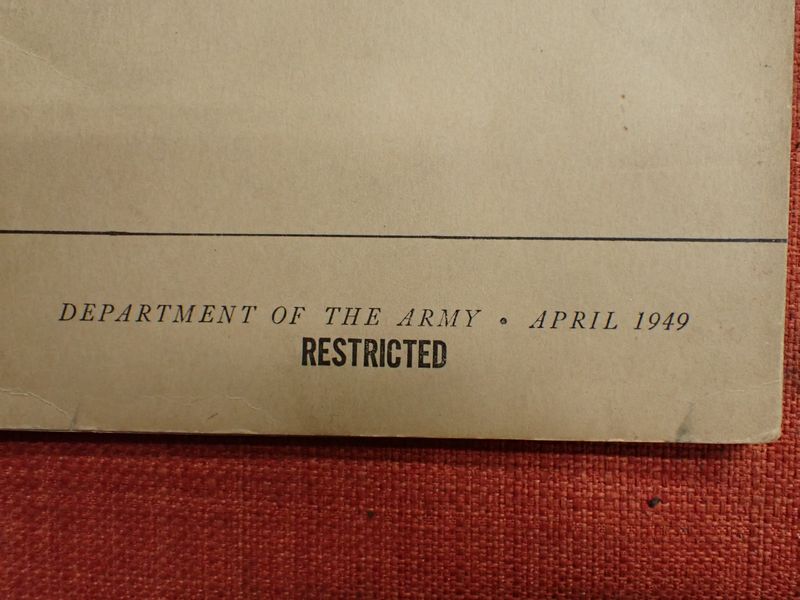 DEPARTMENT OF THE ARMY • APRIL 1949
RESTRICTED